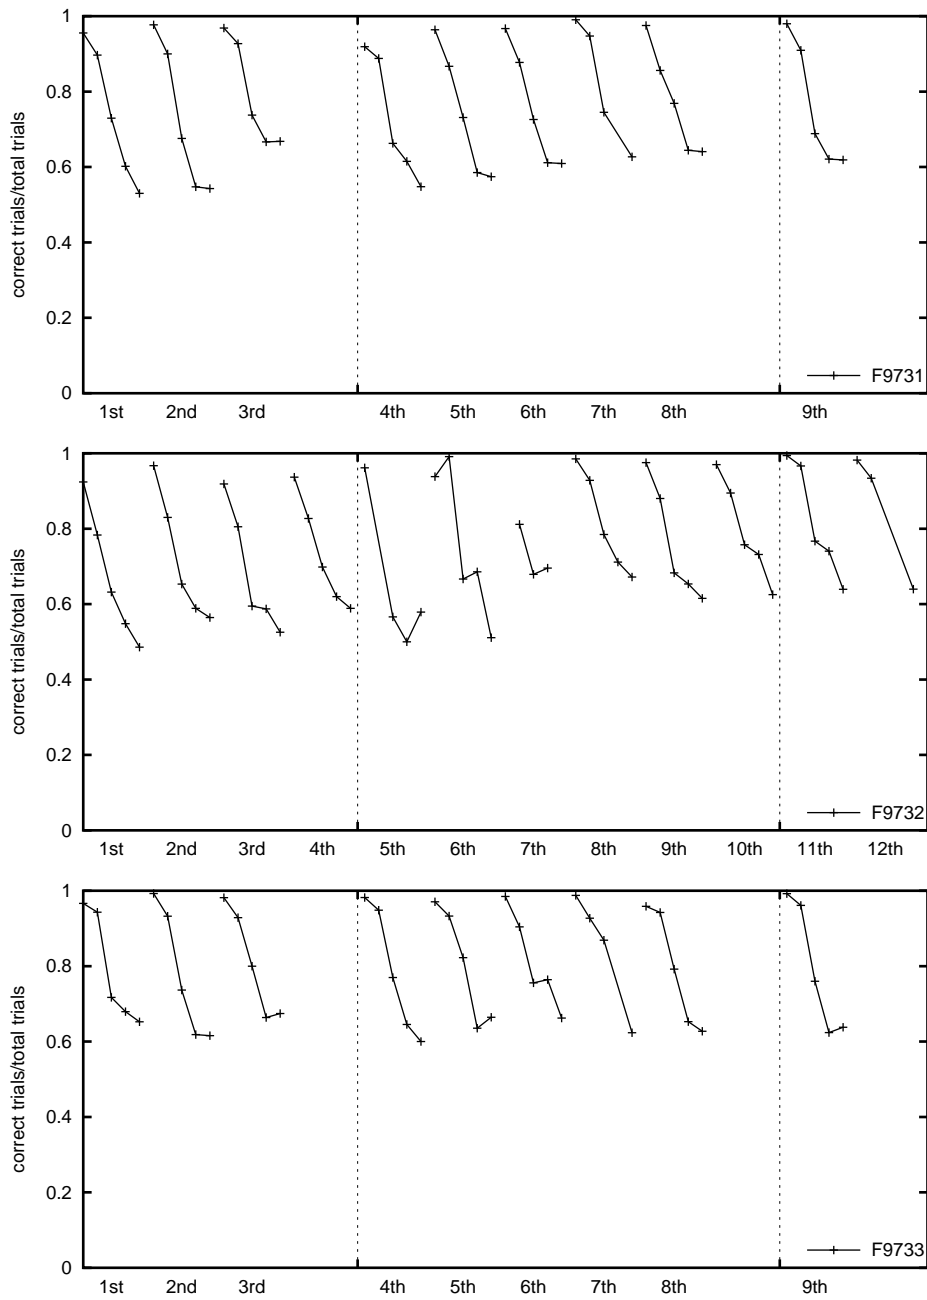 1
0.8
0.6
0.4
0.2
0
correct trials/total trials
F9731
1st 2nd 3rd 4th 5th 6th 7th 8th 9th
1
0.8
0.6
0.4
0.2
0
correct trials/total trials
F9732
1st 2nd 3rd 4th 5th 6th 7th 8th 9th 10th 11th 12th
1
0.8
0.6
0.4
0.2
0
correct trials/total trials
F9733
1st 2nd 3rd 4th 5th 6th 7th 8th 9th